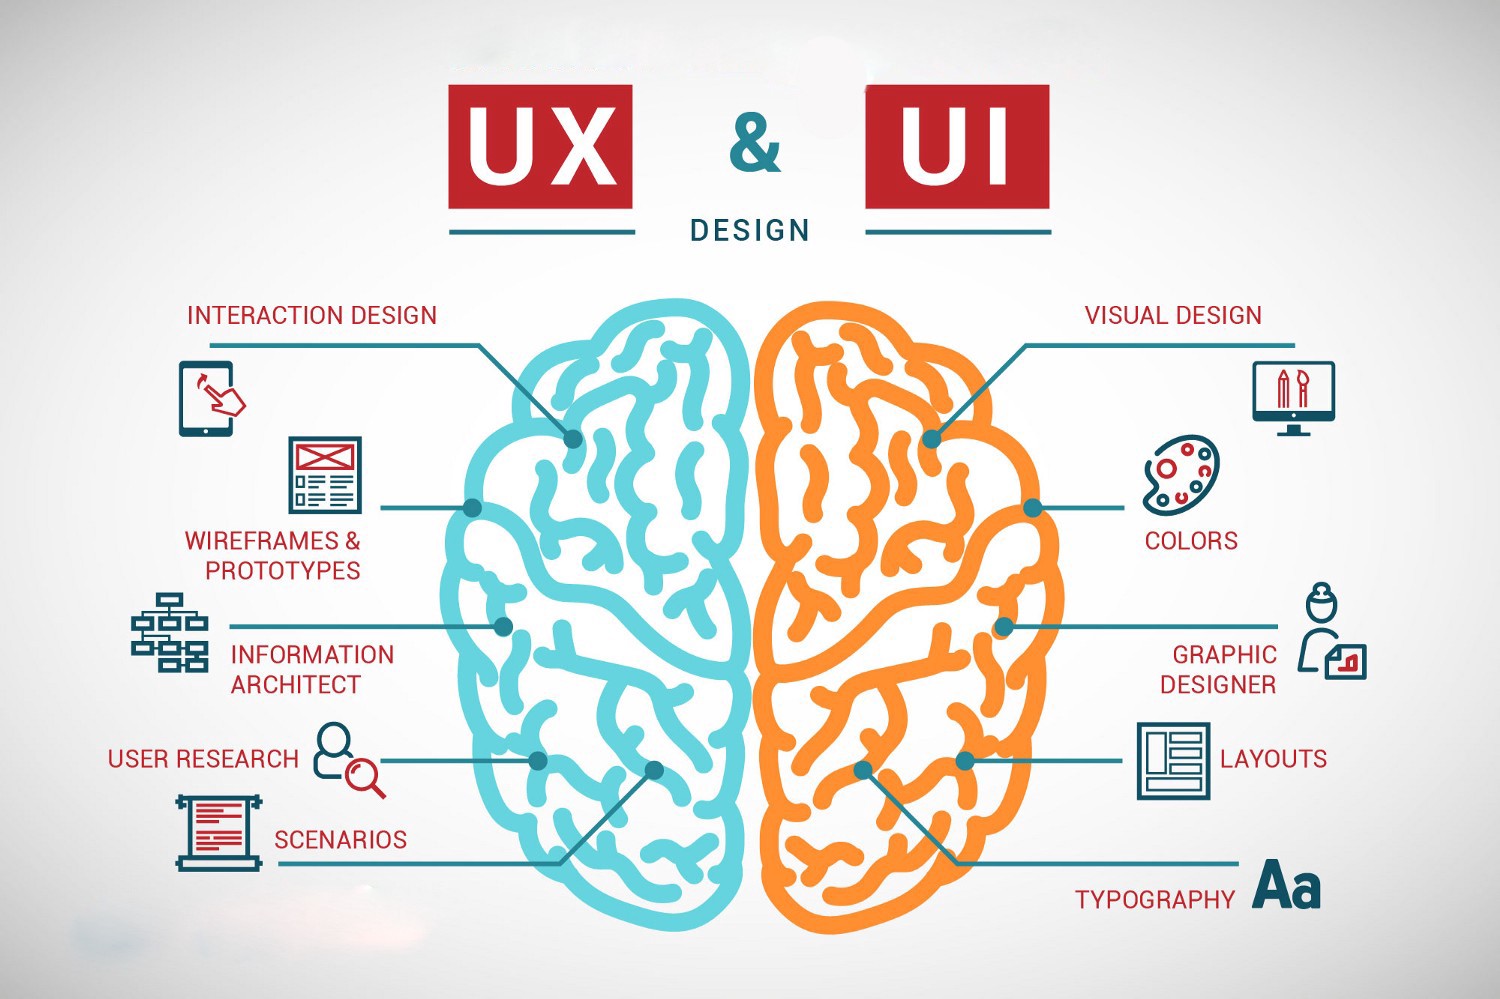 UX & UI
DESIGN
INTERACTION DESIGN
WIREFRAMES &
PROTOTYPES
INFORMATION
ARCHITECT
USER RESEARCH
SCENARIOS
VISUAL DESIGN
COLORS
GRAPHIC
DESIGNER
LAYOUTS
TYPOGRAPHY Aa